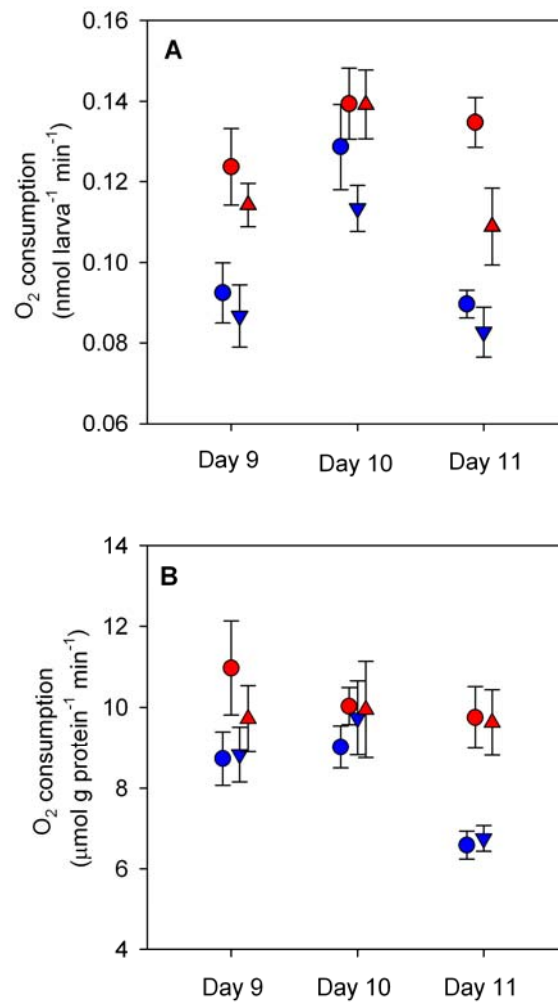 A
0.16
0.14
0.12
0.10
0.08
0.06
O₂ consumption
(nmol larva⁻¹ min⁻¹)
Day 9 Day 10 Day 11
B
14
12
10
8
6
4
O₂ consumption
(μmol g protein⁻¹ min⁻¹)
Day 9 Day 10 Day 11